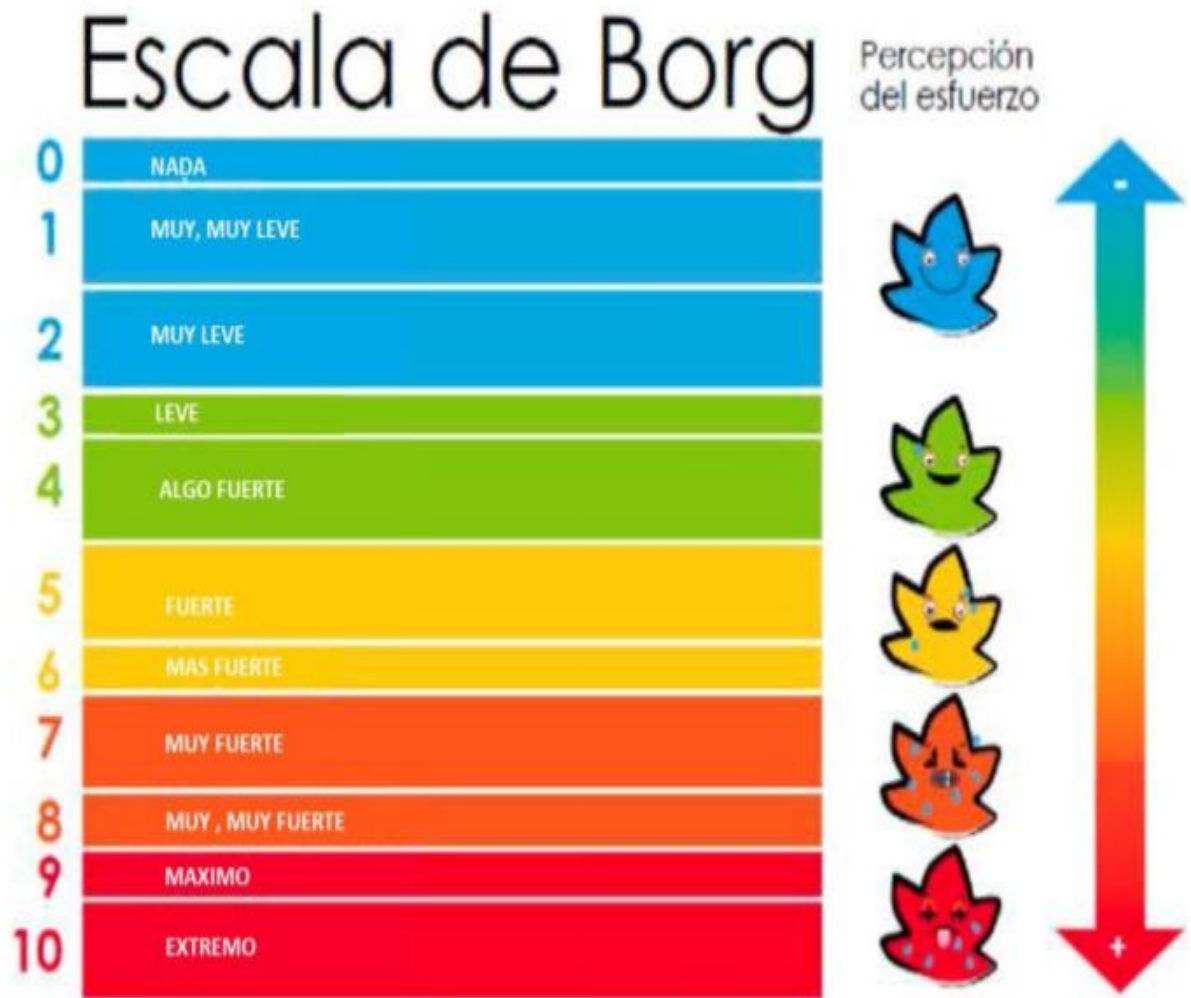 Escala de Borg
Percepción
del esfuerzo
0 NADA
1 MUY, MUY LEVE
2 MUY LEVE
3 LEVE
4 ALGO FUERTE
5 FUERTE
6 MAS FUERTE
7 MUY FUERTE
8 MUY , MUY FUERTE
9 MAXIMO
10 EXTREMO
-
+